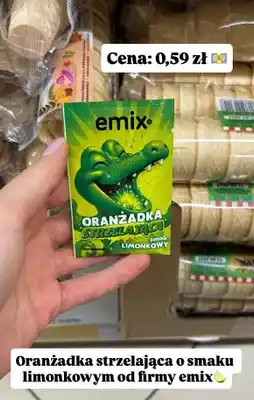 Cena: 0,59 zł 💵
emix
ORANŻADKA
STRZELAJĄCA
smak
LIMONKOWY
Oranżadka strzelająca o smaku
limonkowym od firmy emix🍋